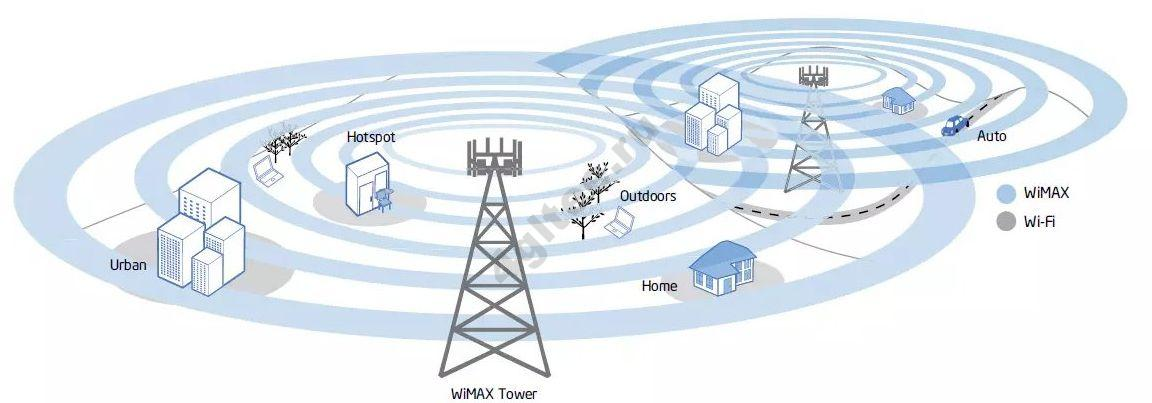 Hotspot
Auto
Outdoors
WiMAX
Wi-Fi
Urban
Home
WiMAX Tower